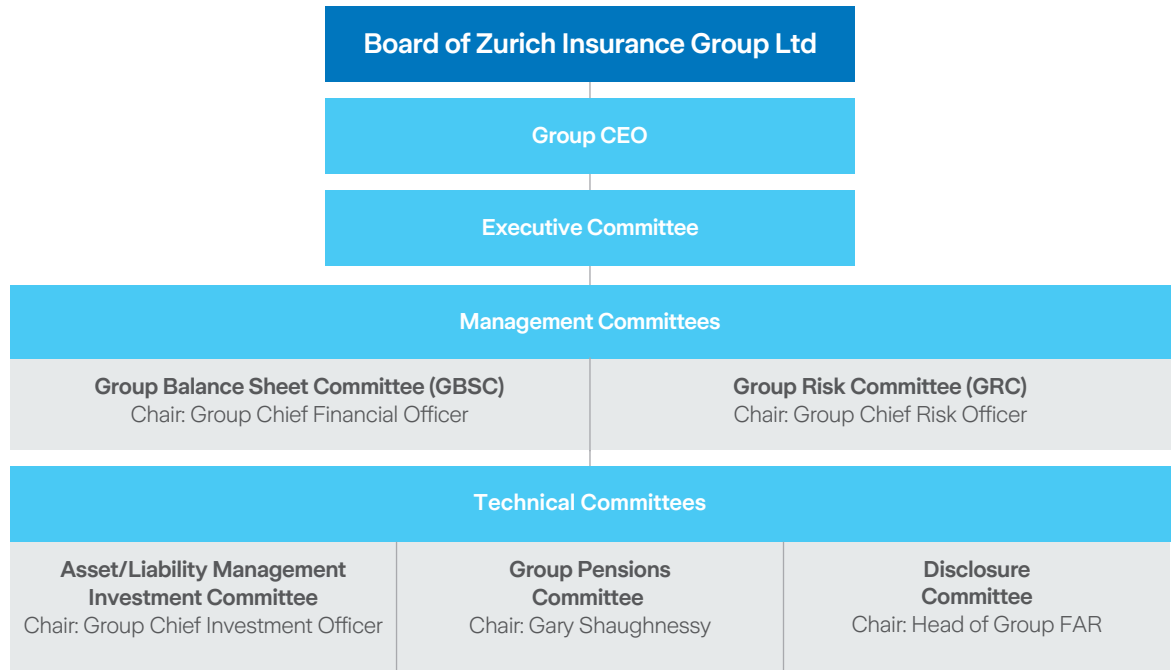 Board of Zurich Insurance Group Ltd
Group CEO
Executive Committee
Management Committees
Group Balance Sheet Committee (GBSC)
Chair: Group Chief Financial Officer
Group Risk Committee (GRC)
Chair: Group Chief Risk Officer
Technical Committees
Asset/Liability Management
Investment Committee
Chair: Group Chief Investment Officer
Group Pensions
Committee
Chair: Gary Shaughnessy
Disclosure
Committee
Chair: Head of Group FAR